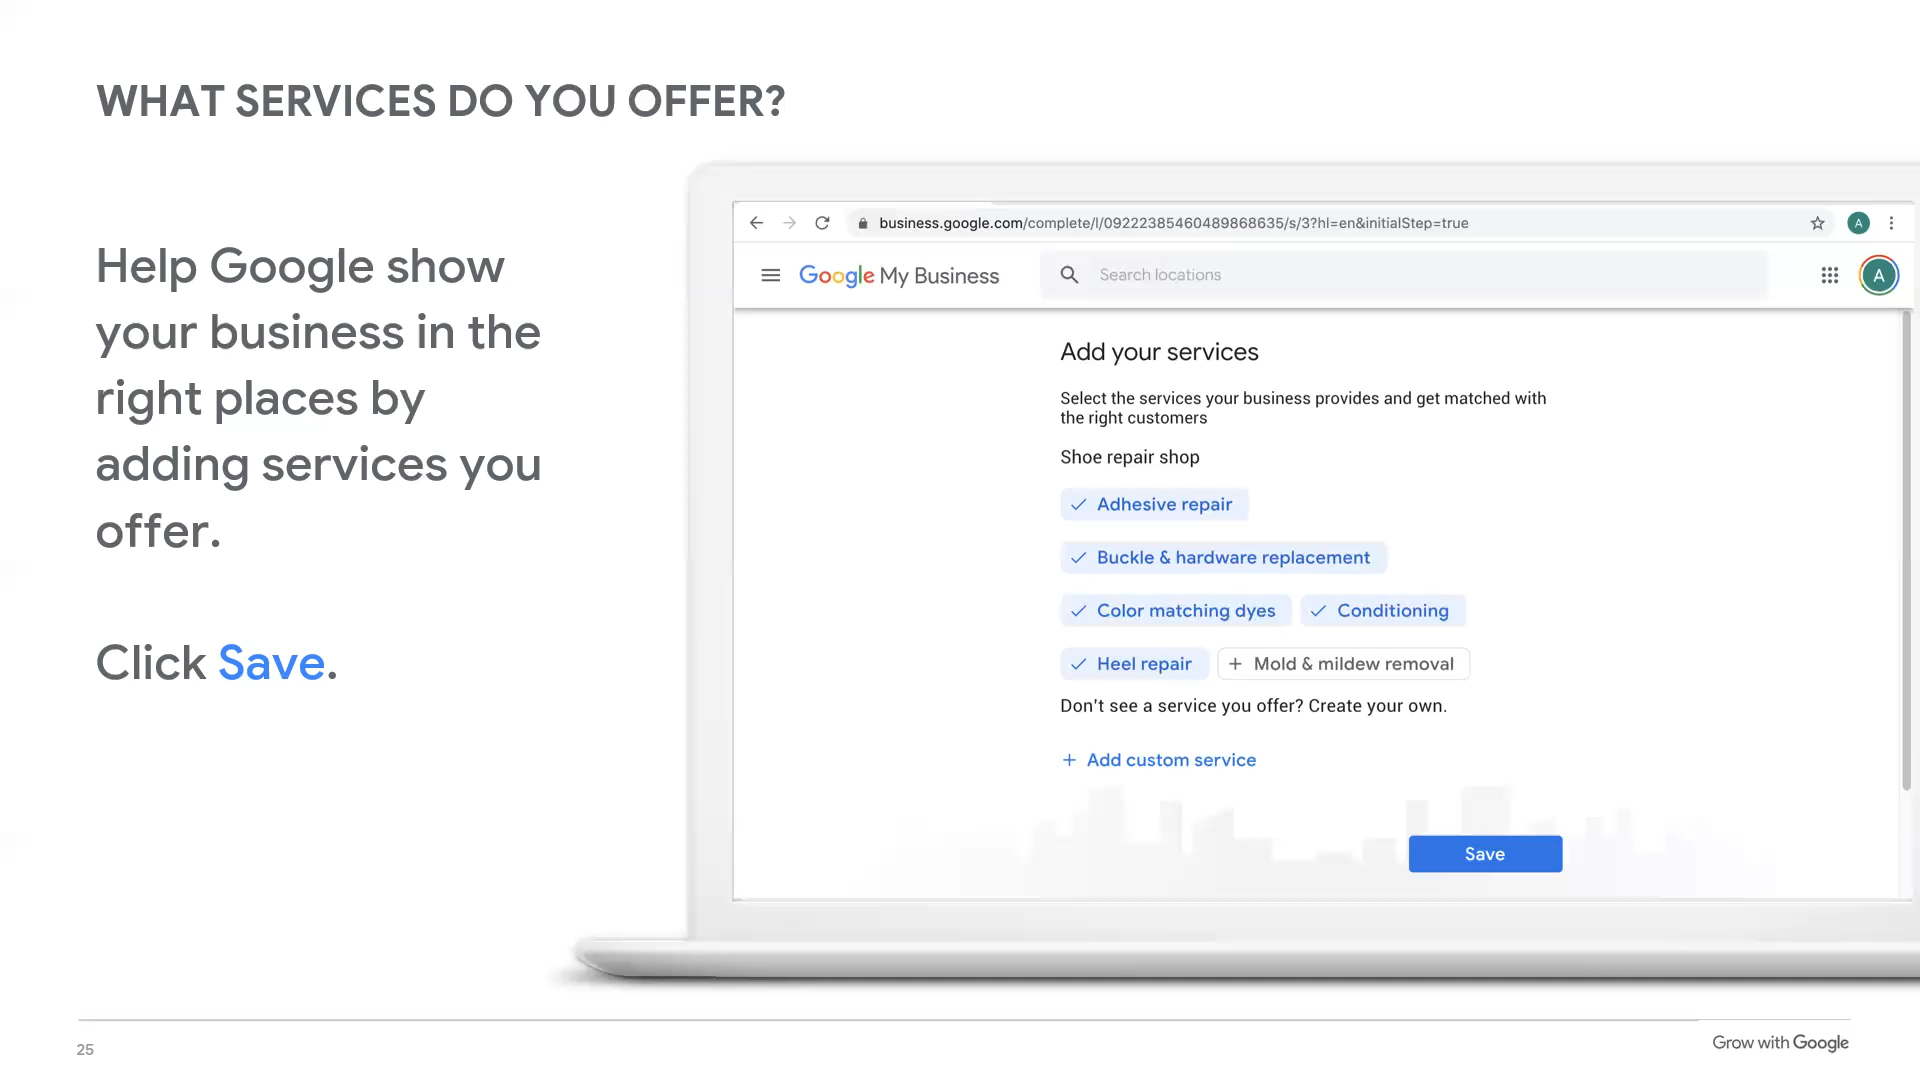 WHAT SERVICES DO YOU OFFER?
Help Google show
your business in the
right places by
adding services you
offer.
Click Save.
business.google.com/complete/l/09222385460489868635/s/3?hl=en&initialStep=true
A
Google My Business
Search locations
A
Add your services
Select the services your business provides and get matched with
the right customers
Shoe repair shop
Adhesive repair
Buckle & hardware replacement
Color matching dyes
Conditioning
Heel repair
+ Mold & mildew removal
Don't see a service you offer? Create your own.
+ Add custom service
Save
25
Grow with Google